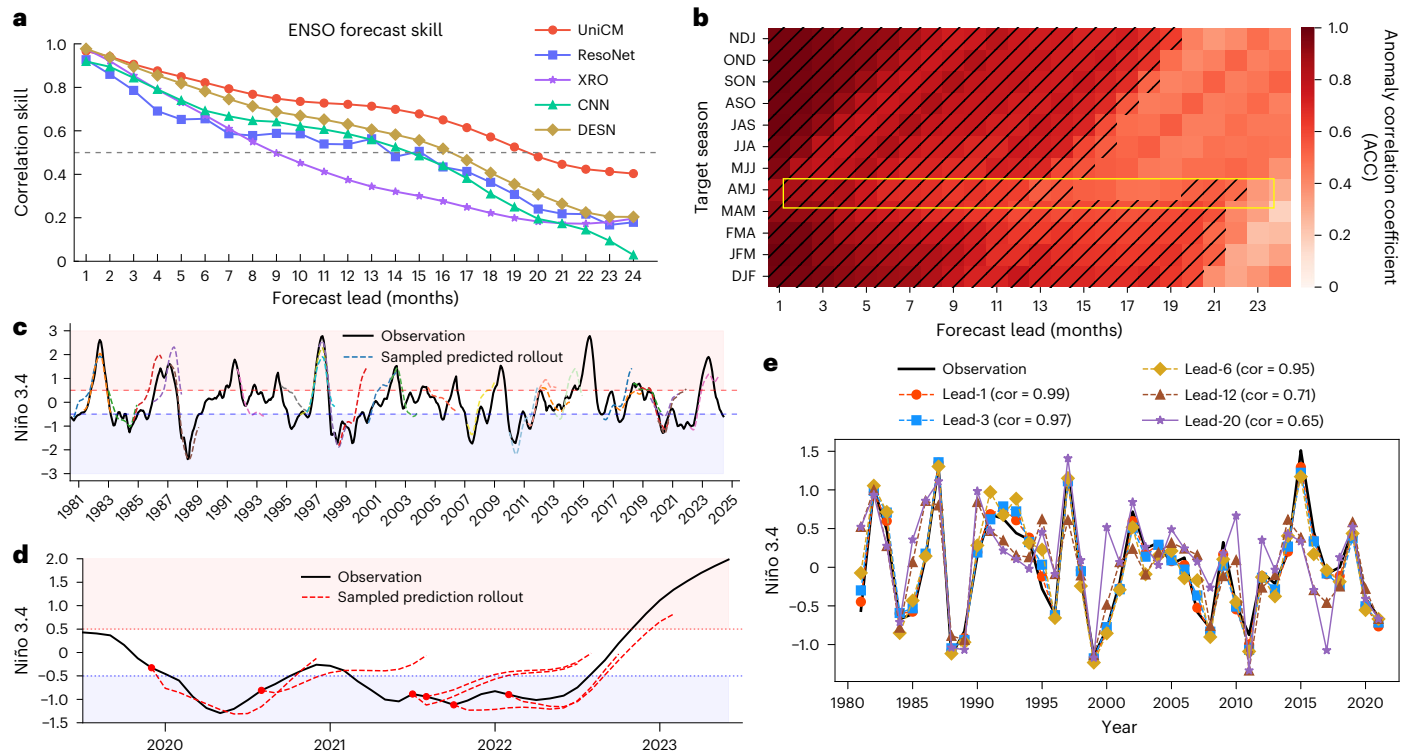 a
ENSO forecast skill
UniCM
ResoNet
XRO
CNN
DESN
1.0
0.8
0.6
0.4
0.2
0
Correlation skill
1 2 3 4 5 6 7 8 9 10 11 12 13 14 15 16 17 18 19 20 21 22 23 24
Forecast lead (months)
b
Target season
NDJ
OND
SON
ASO
JAS
JJA
MJJ
AMJ
MAM
FMA
JFM
DJF
1 3 5 7 9 11 13 15 17 19 21 23
Forecast lead (months)
1.0
0.8
0.6
0.4
0.2
0
Anomaly correlation coefficient
(ACC)
c
Observation
Sampled predicted rollout
Niño 3.4
3
2
1
0
−1
−2
−3
1981 1983 1985 1987 1989 1991 1993 1995 1997 1999 2001 2003 2005 2007 2009 2011 2013 2015 2017 2019 2021 2023 2025
d
Observation
Sampled prediction rollout
Niño 3.4
2.0
1.5
1.0
0.5
0
−0.5
−1.0
−1.5
2020 2021 2022 2023
e
Observation
Lead-1 (cor = 0.99)
Lead-3 (cor = 0.97)
Lead-6 (cor = 0.95)
Lead-12 (cor = 0.71)
Lead-20 (cor = 0.65)
Niño 3.4
1.5
1.0
0.5
0
−0.5
−1.0
1980 1985 1990 1995 2000 2005 2010 2015 2020
Year